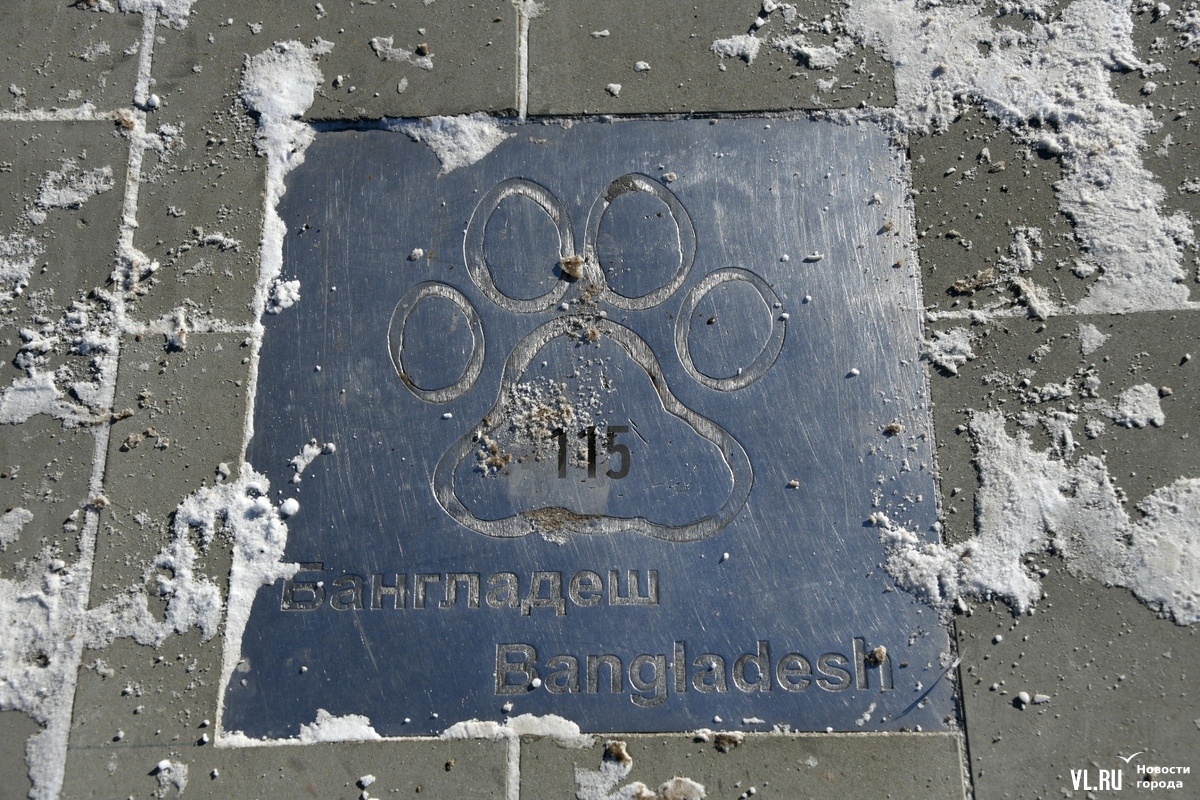 115
Бангладеш
Bangladesh
VL.RU Новости
города